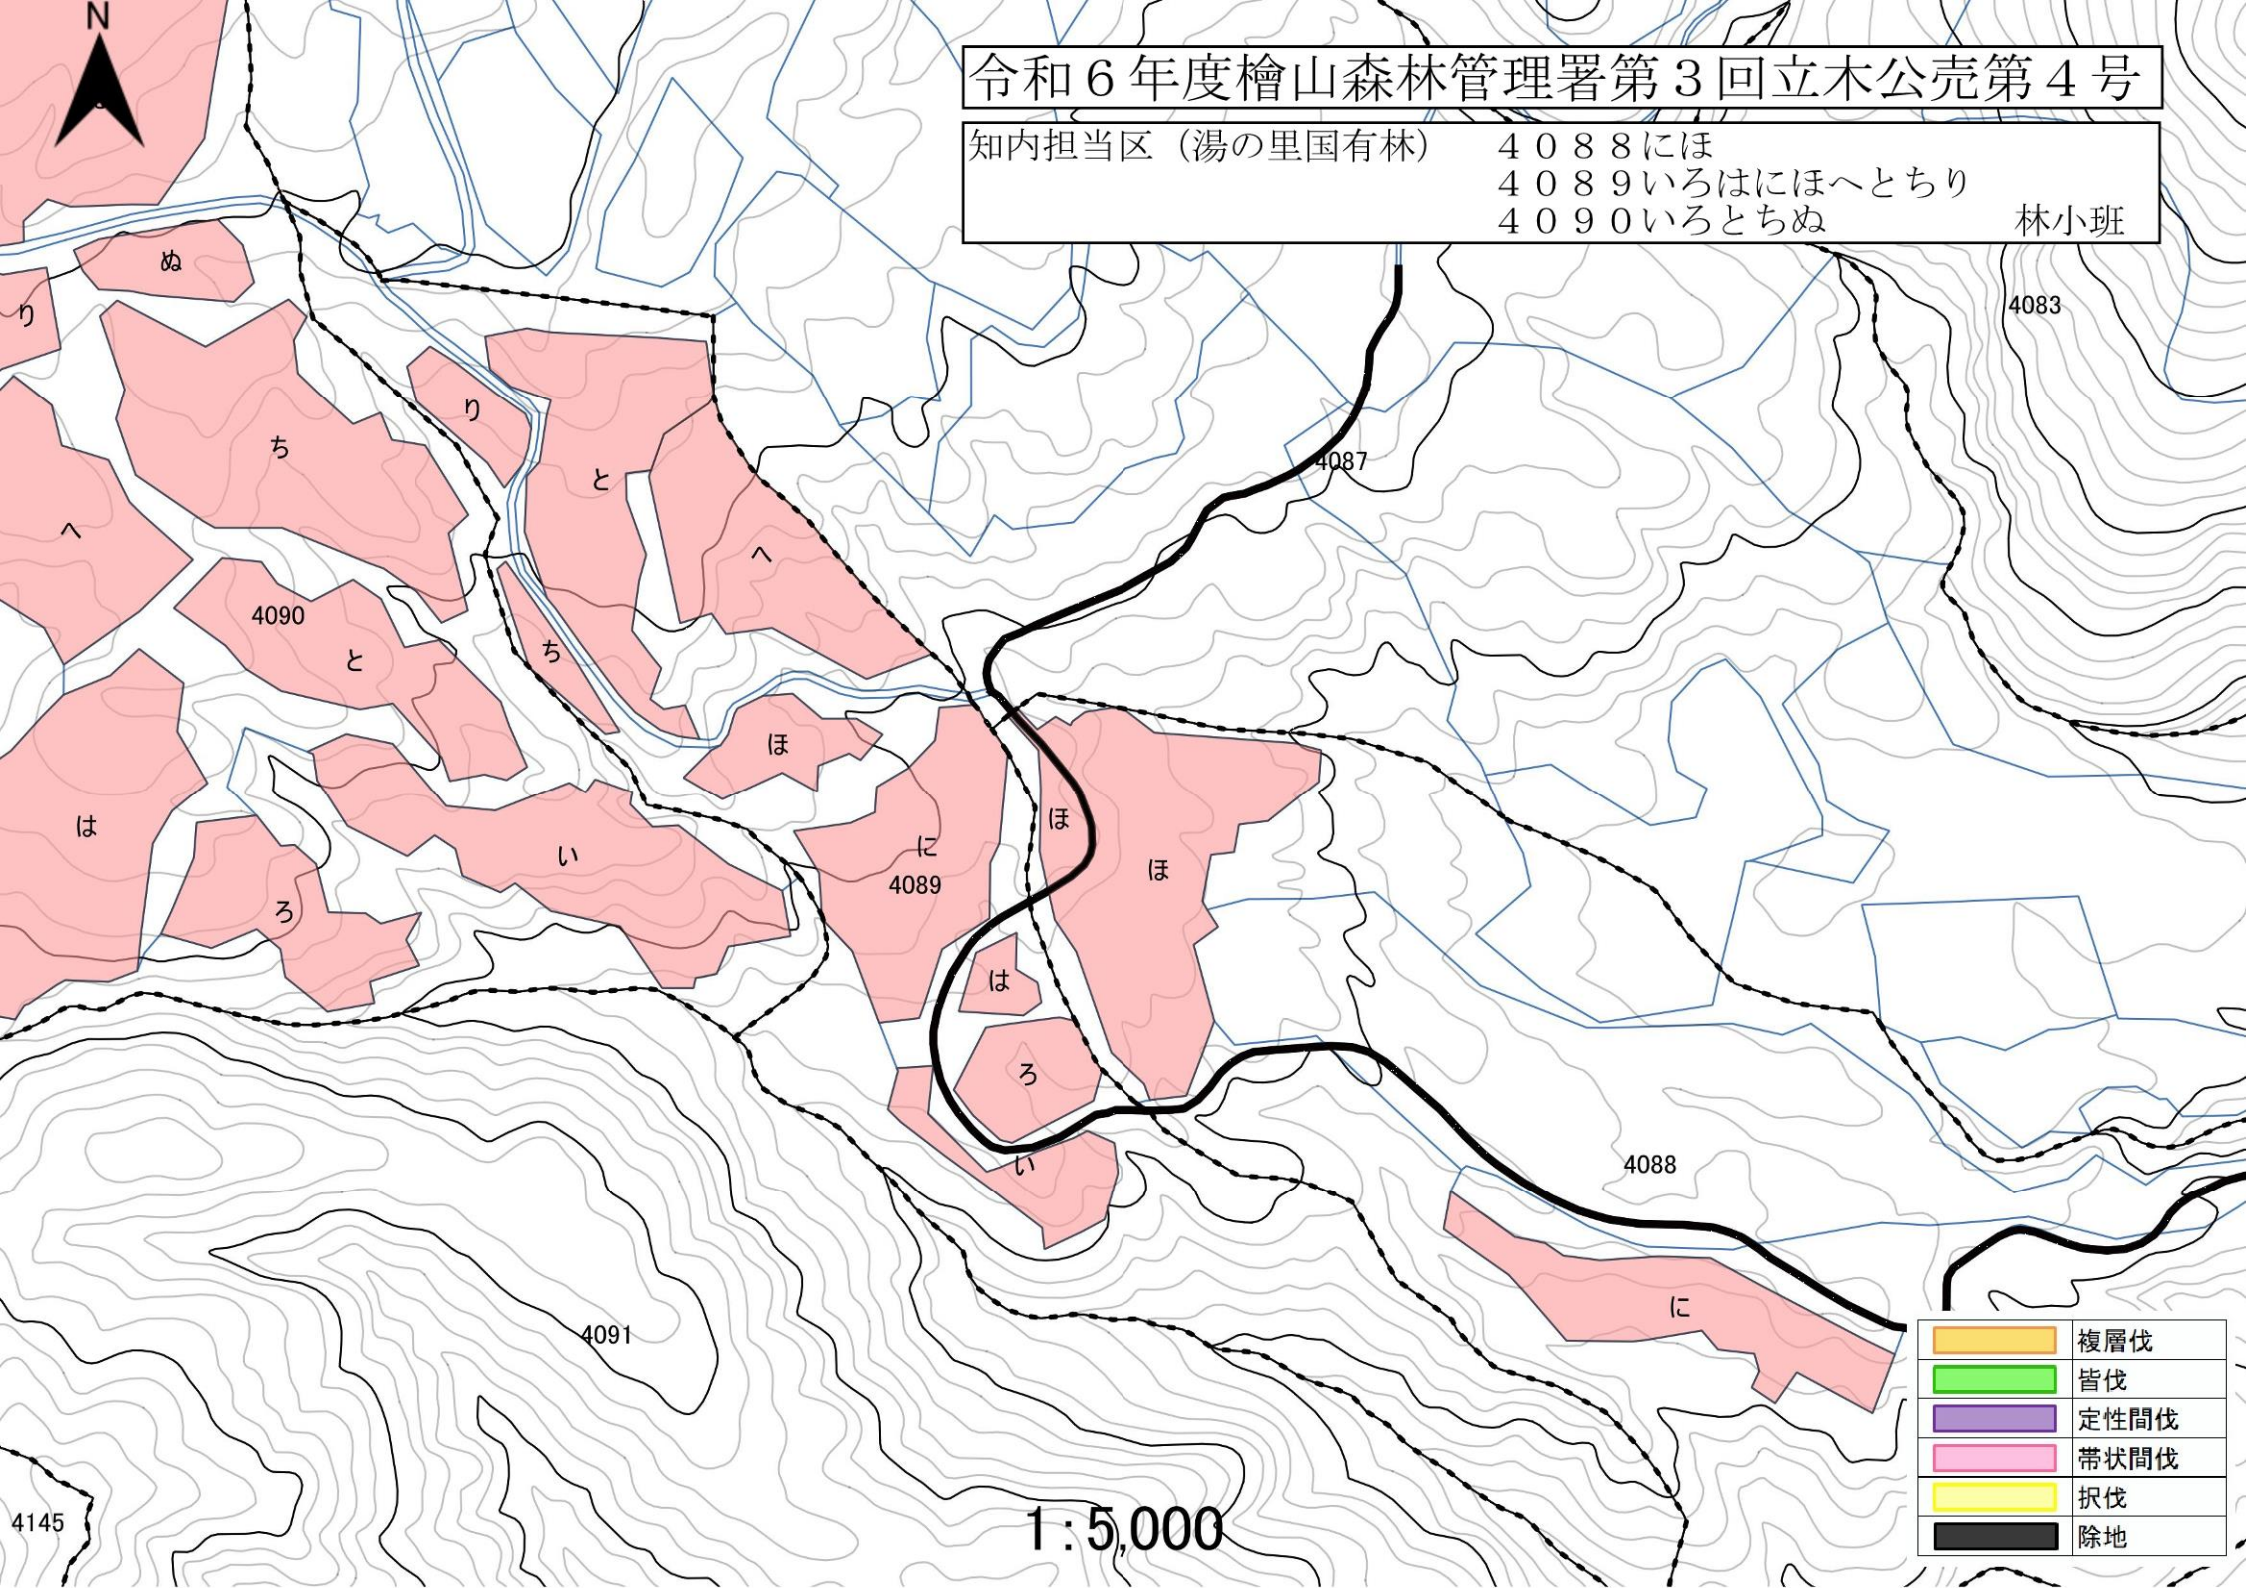 N
令和６年度檜山森林管理署第３回立木公売第４号
知内担当区（湯の里国有林）　４０８８にほ
４０８９いろはにほへとちり
４０９０いろとちぬ　林小班
ぬ
り
4083
り
ち
4087
と
へ
へ
4090
と
ち
ほ
は
い
に
ほ
4089
ほ
ろ
は
ろ
い
4088
に
4091
4145
1:5,000
複層伐
皆伐
定性間伐
帯状間伐
択伐
除地